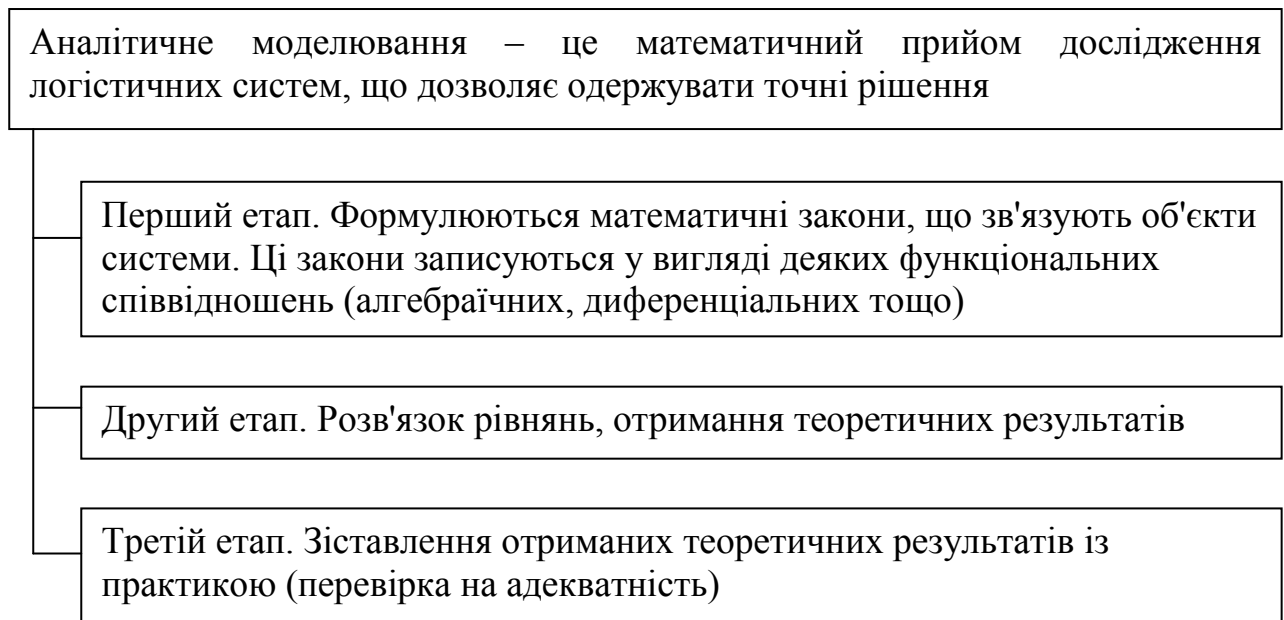 Аналітичне моделювання – це математичний прийом дослідження
логістичних систем, що дозволяє одержувати точні рішення
Перший етап. Формулюються математичні закони, що зв'язують об'єкти
системи. Ці закони записуються у вигляді деяких функціональних
співвідношень (алгебраїчних, диференціальних тощо)
Другий етап. Розв'язок рівнянь, отримання теоретичних результатів
Третій етап. Зіставлення отриманих теоретичних результатів із
практикою (перевірка на адекватність)